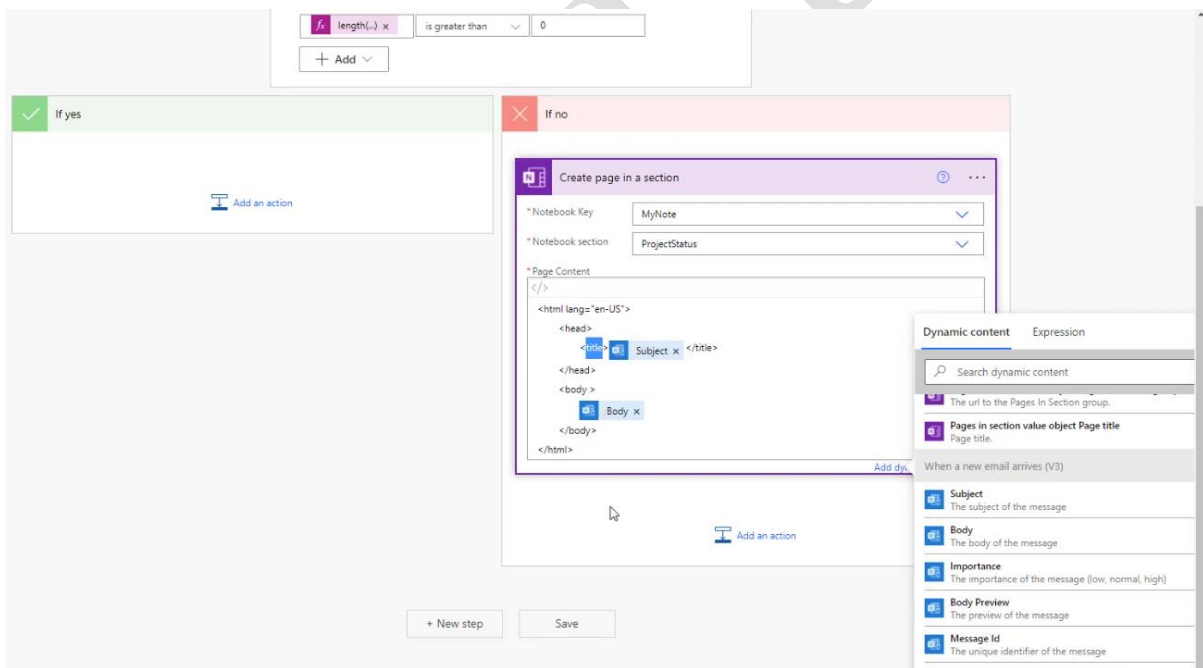 fx length(...) × is greater than 0
+ Add
If yes
If no
Add an action
Create page in a section
? ...
* Notebook Key MyNote
* Notebook section ProjectStatus
* Page Content
</>
<html lang="en-US">
<head>
<title> Subject × </title>
</head>
<body >
Body ×
</body>
</html>
Add dy
Add an action
+ New step Save
Dynamic content Expression
Search dynamic content
The url to the Pages In Section group.
Pages in section value object Page title
Page title.
When a new email arrives (V3)
Subject
The subject of the message
Body
The body of the message
Importance
The importance of the message (low, normal, high)
Body Preview
The preview of the message
Message Id
The unique identifier of the message